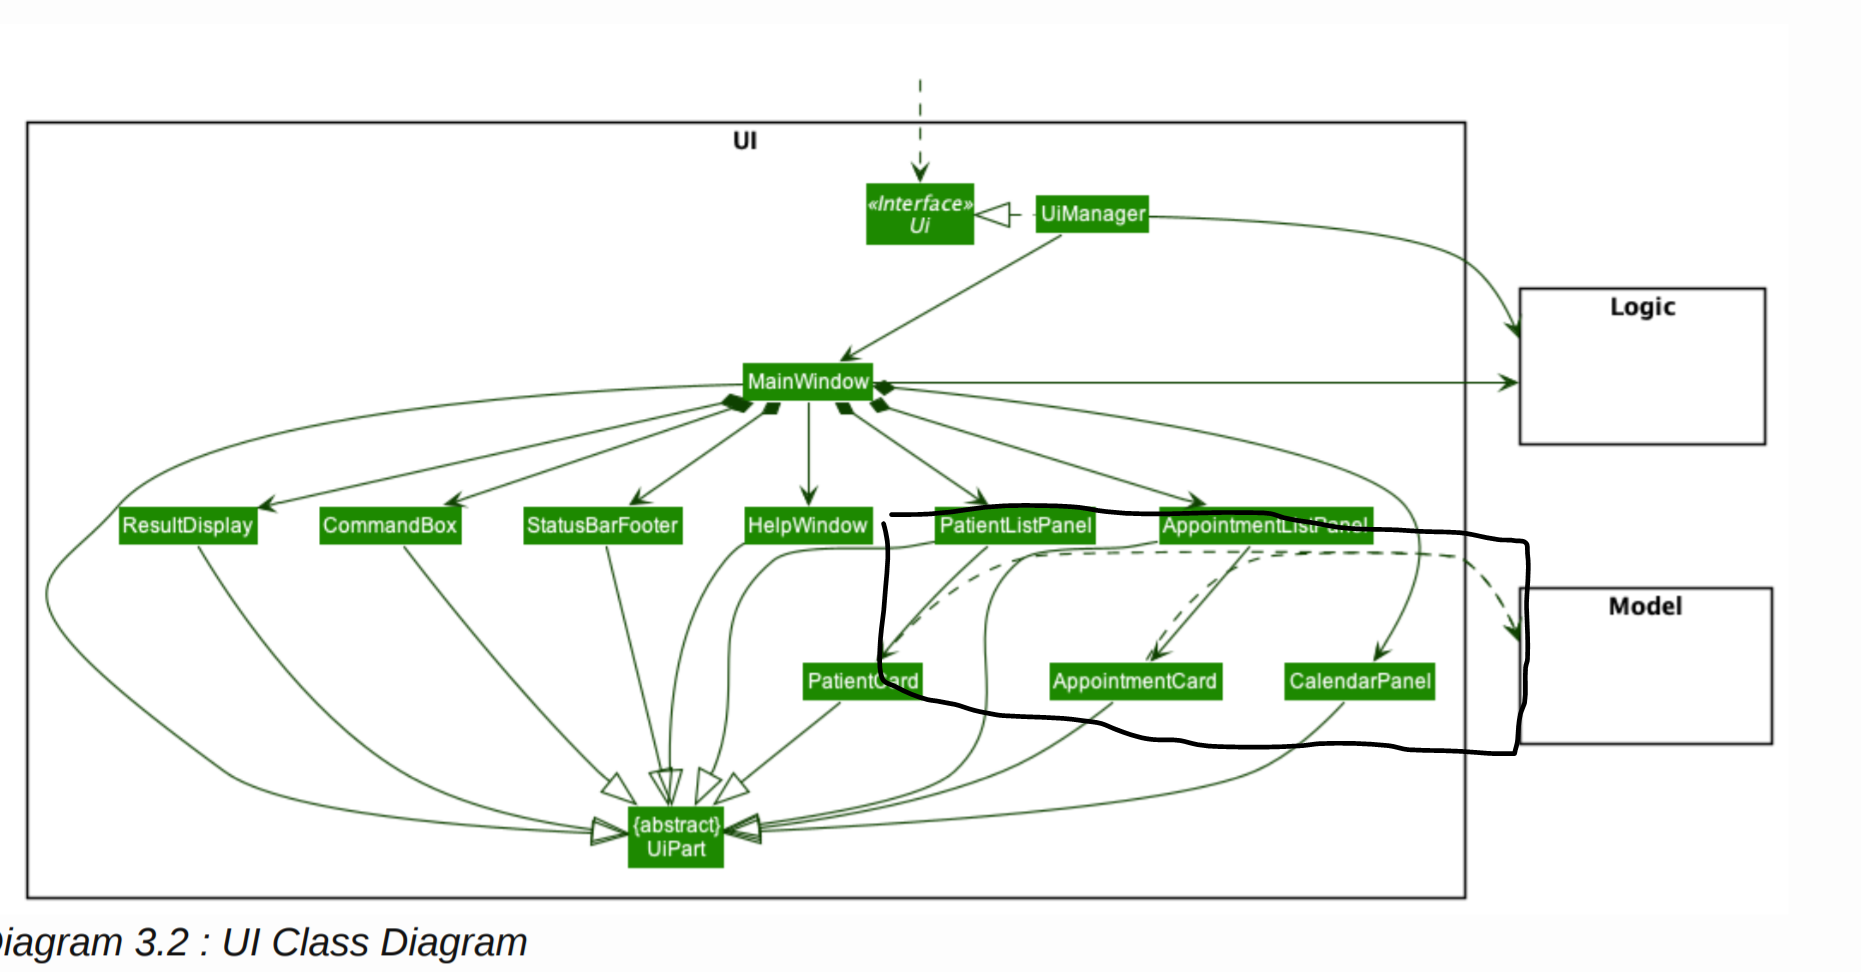 UI
«Interface»
Ui
UiManager
Logic
MainWindow
ResultDisplay
CommandBox
StatusBarFooter
HelpWindow
PatientListPanel
AppointmentListPanel
Model
PatientCard
AppointmentCard
CalendarPanel
{abstract}
UiPart
iagram 3.2 : UI Class Diagram